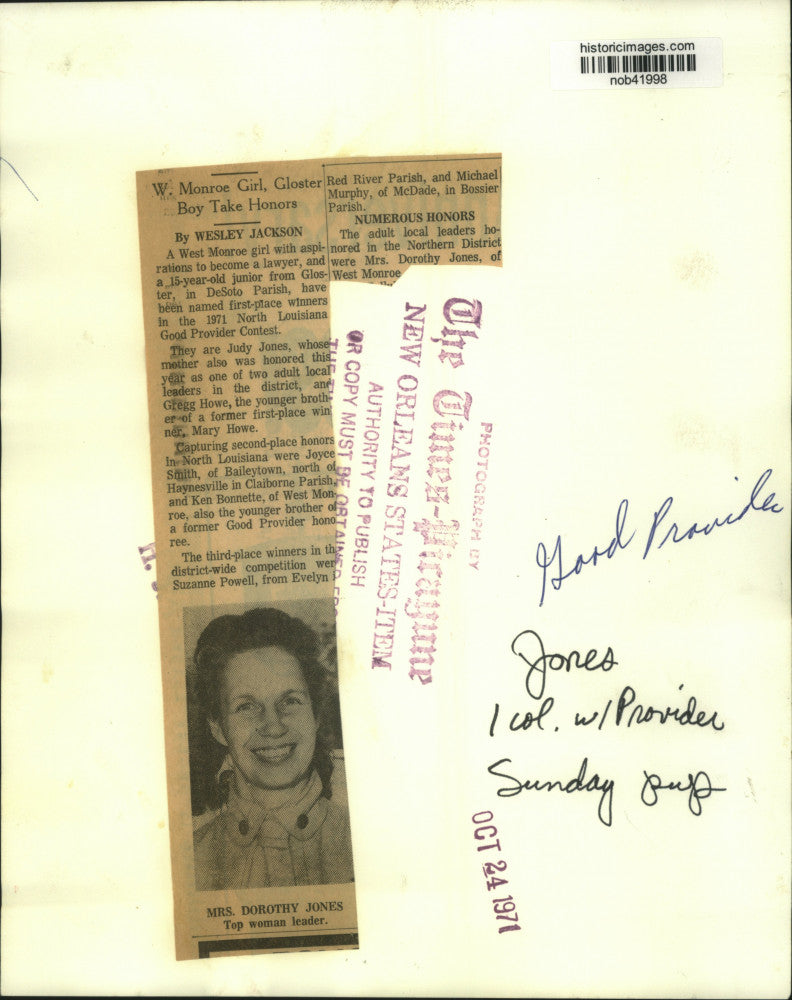 historicimages.com
nob41998
W. Monroe Girl, Gloster
Boy Take Honors
By WESLEY JACKSON
A West Monroe girl with aspi-
rations to become a lawyer, and
a 15-year-old junior from Glos-
ter, in DeSoto Parish, have
been named first-place winners
in the 1971 North Louisiana
Good Provider Contest.
They are Judy Jones, whose
mother also was honored this
year as one of two adult local
leaders in the district, and
Gregg Howe, the younger broth-
er of a former first-place win
ner, Mary Howe.
Capturing second-place honors
in North Louisiana were Joyce
Smith, of Baileytown, north of
Haynesville in Claiborne Parish,
and Ken Bonnette, of West Mon-
roe, also the younger brother of
a former Good Provider hono
ree.
The third-place winners in th
district-wide competition wer
Suzanne Powell, from Evelyn
Red River Parish, and Michael
Murphy, of McDade, in Bossier
Parish.
NUMEROUS HONORS
The adult local leaders ho-
nored in the Northern District
were Mrs. Dorothy Jones, of
West Monroe
MRS. DOROTHY JONES
Top woman leader.
PHOTOGRAPH BY
The Times-Picayune
NEW ORLEANS STATES-ITEM
AUTHORITY TO PUBLISH
OR COPY MUST BE OBTAINED
Good Provider
Jones
1 col. w/ Provider
Sunday
OCT 24 1971